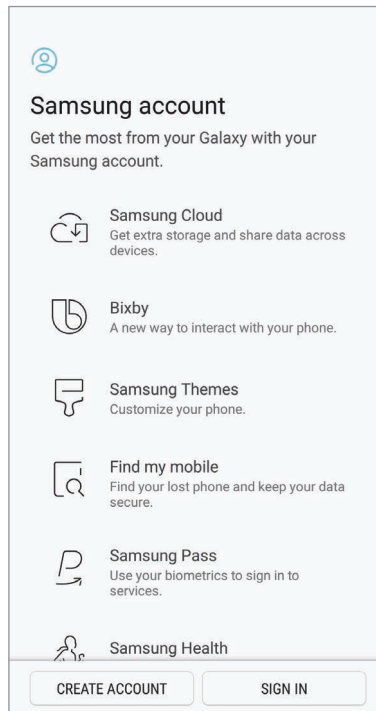 Samsung account
Get the most from your Galaxy with your
Samsung account.
Samsung Cloud
Get extra storage and share data across
devices.
Bixby
A new way to interact with your phone.
Samsung Themes
Customize your phone.
Find my mobile
Find your lost phone and keep your data
secure.
Samsung Pass
Use your biometrics to sign in to
services.
Samsung Health
CREATE ACCOUNT
SIGN IN